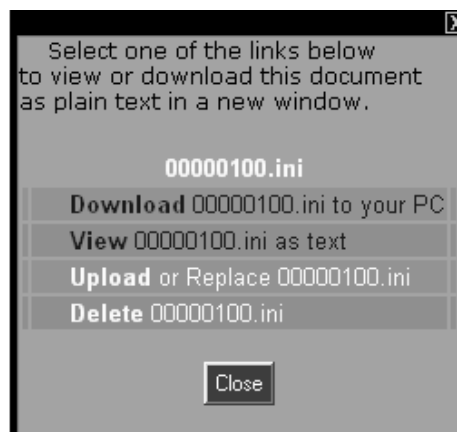 X
Select one of the links below
to view or download this document
as plain text in a new window.
00000100.ini
Download 00000100.ini to your PC
View 00000100.ini as text
Upload or Replace 00000100.ini
Delete 00000100.ini
Close